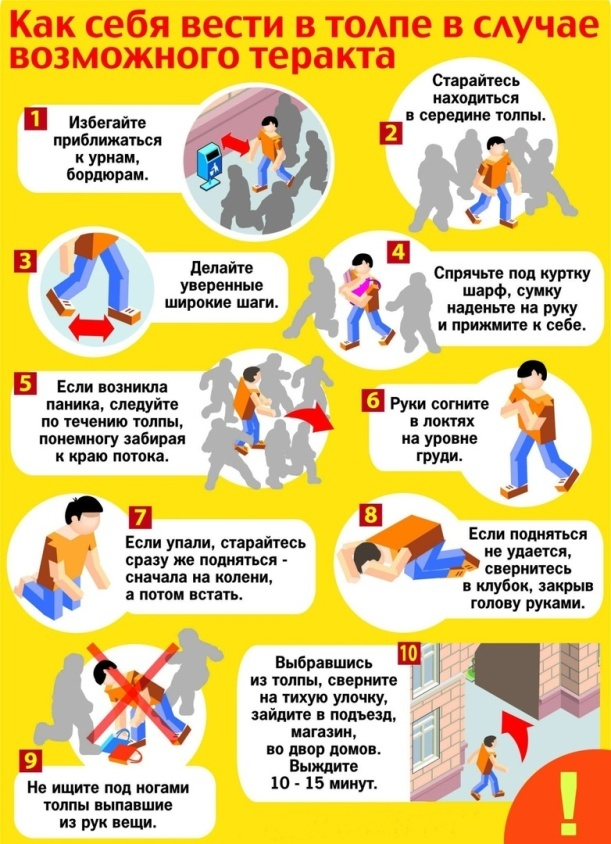 Как себя вести в толпе в случае
возможного теракта
1
Избегайте
приближаться
к урнам,
бордюрам.
2
Старайтесь
находиться
в середине толпы.
3
Делайте
уверенные
широкие шаги.
4
Спрячьте под куртку
шарф, сумку
наденьте на руку
и прижмите к себе.
5
Если возникла
паника, следуйте
по течению толпы,
понемногу забирая
к краю потока.
6
Руки согните
в локтях
на уровне
груди.
7
Если упали, старайтесь
сразу же подняться -
сначала на колени,
а потом встать.
8
Если подняться
не удается,
свернитесь
в клубок, закрыв
голову руками.
9
Не ищите под ногами
толпы выпавшие
из рук вещи.
10
Выбравшись
из толпы, сверните
на тихую улочку,
зайдите в подъезд,
магазин,
во двор домов.
Выждите
10 - 15 минут.
!